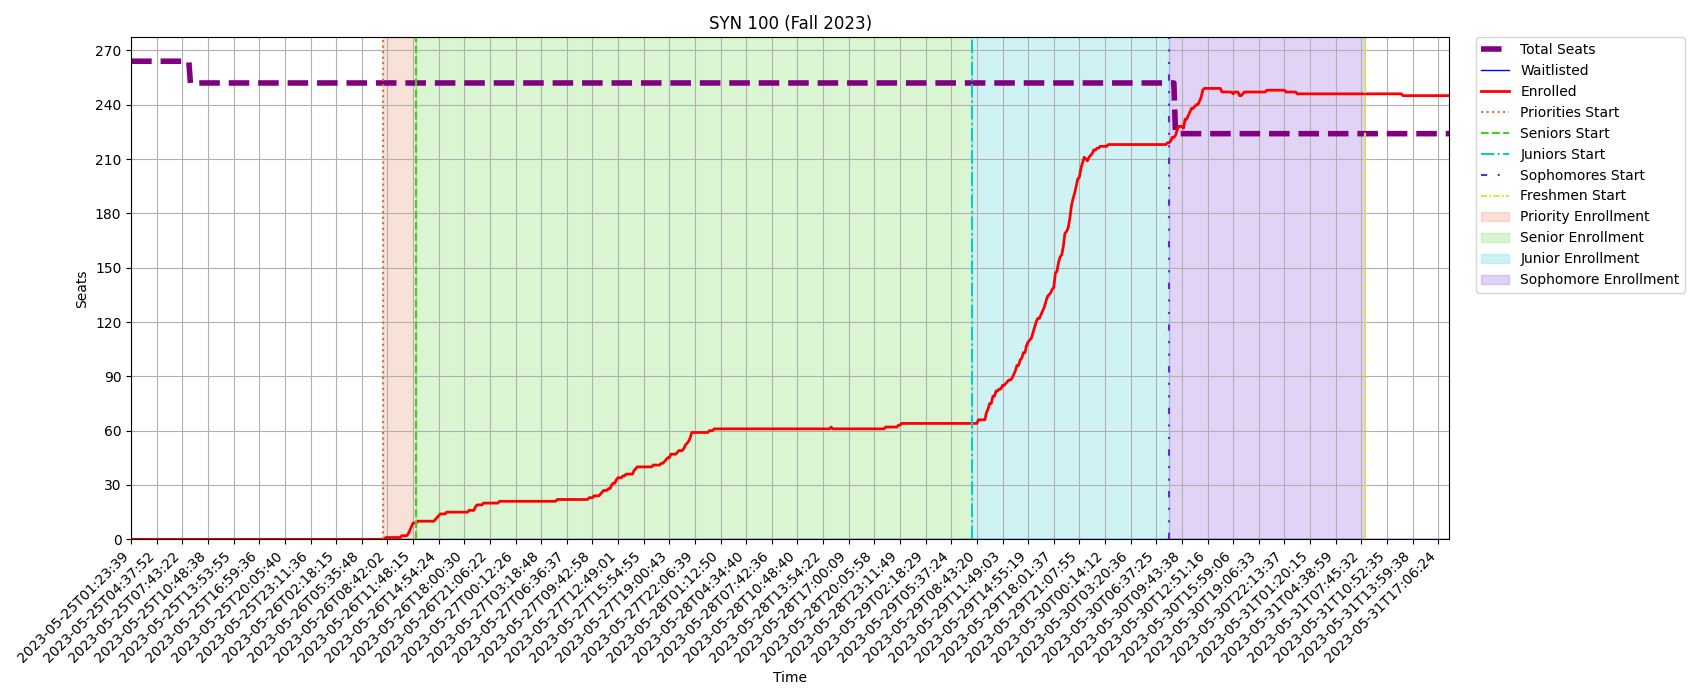 SYN 100 (Fall 2023)
Seats
270
240
210
180
150
120
90
60
30
0
2023-05-25T01:23:39
2023-05-25T04:37:52
2023-05-25T07:43:22
2023-05-25T10:48:38
2023-05-25T13:53:55
2023-05-25T16:59:36
2023-05-25T20:05:40
2023-05-25T23:11:36
2023-05-26T02:18:15
2023-05-26T05:35:48
2023-05-26T08:42:02
2023-05-26T11:48:15
2023-05-26T14:54:24
2023-05-26T18:00:30
2023-05-26T21:06:22
2023-05-27T00:12:26
2023-05-27T03:18:48
2023-05-27T06:36:37
2023-05-27T09:42:58
2023-05-27T12:49:01
2023-05-27T15:54:55
2023-05-27T19:00:43
2023-05-27T22:06:39
2023-05-28T01:12:50
2023-05-28T04:34:40
2023-05-28T07:42:36
2023-05-28T10:48:40
2023-05-28T13:54:22
2023-05-28T17:00:09
2023-05-28T20:05:58
2023-05-28T23:11:49
2023-05-29T02:18:29
2023-05-29T05:37:24
2023-05-29T08:43:20
2023-05-29T11:49:03
2023-05-29T14:55:19
2023-05-29T18:01:37
2023-05-29T21:07:55
2023-05-30T00:14:12
2023-05-30T03:20:36
2023-05-30T06:37:25
2023-05-30T09:43:38
2023-05-30T12:51:16
2023-05-30T15:59:06
2023-05-30T19:06:33
2023-05-30T22:13:37
2023-05-31T01:20:15
2023-05-31T04:38:59
2023-05-31T07:45:32
2023-05-31T10:52:35
2023-05-31T13:59:38
2023-05-31T17:06:24
Time
Total Seats
Waitlisted
Enrolled
Priorities Start
Seniors Start
Juniors Start
Sophomores Start
Freshmen Start
Priority Enrollment
Senior Enrollment
Junior Enrollment
Sophomore Enrollment